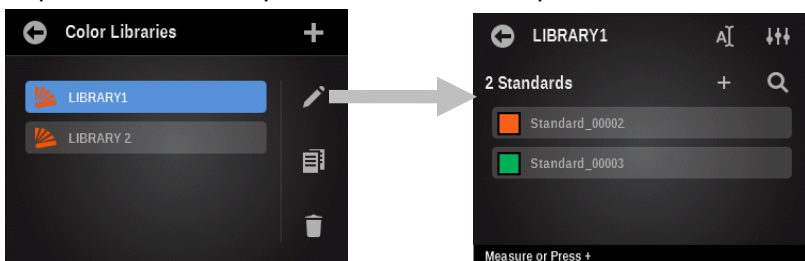 Color Libraries
LIBRARY1
LIBRARY 2
LIBRARY1
2 Standards
Standard_00002
Standard_00003
Measure or Press +